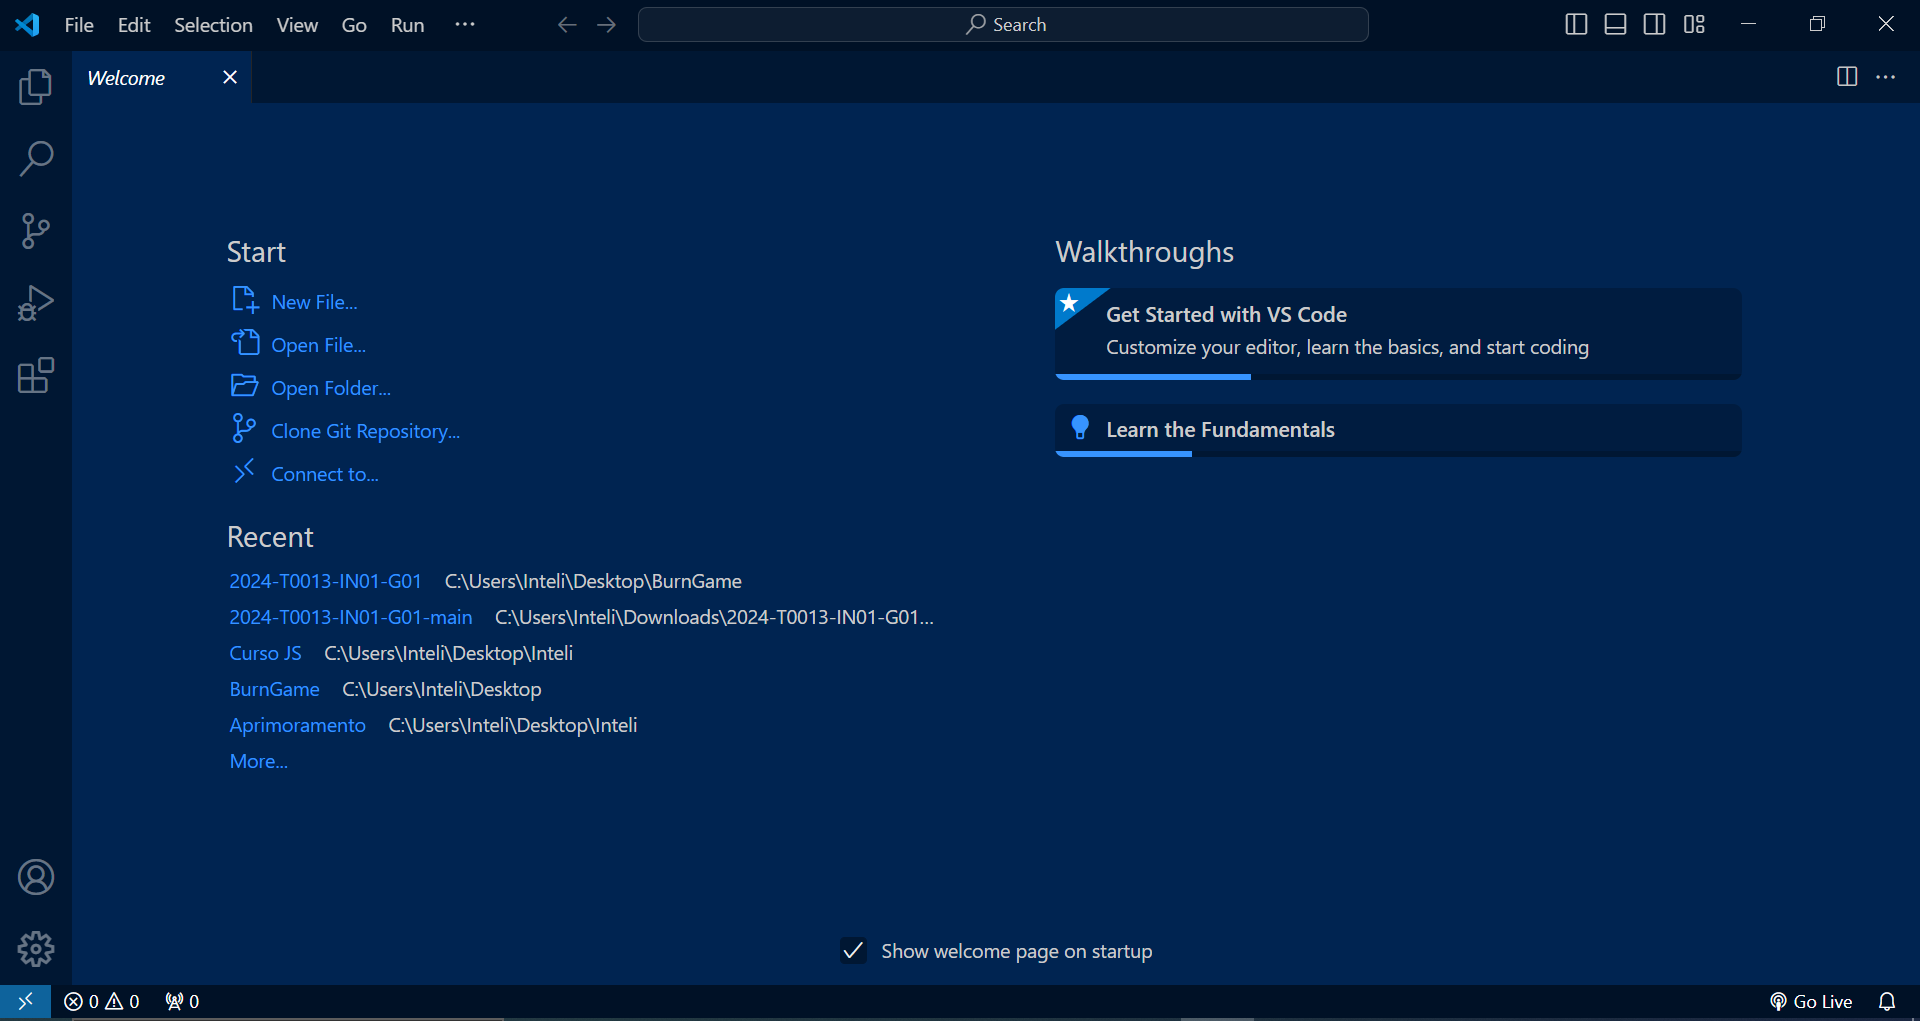 File Edit Selection View Go Run ...
Search
Welcome
Start
New File...
Open File...
Open Folder...
Clone Git Repository...
Connect to...
Recent
2024-T0013-IN01-G01 C:\Users\Inteli\Desktop\BurnGame
2024-T0013-IN01-G01-main C:\Users\Inteli\Downloads\2024-T0013-IN01-G01...
Curso JS C:\Users\Inteli\Desktop\Inteli
BurnGame C:\Users\Inteli\Desktop
Aprimoramento C:\Users\Inteli\Desktop\Inteli
More...
Walkthroughs
Get Started with VS Code
Customize your editor, learn the basics, and start coding
Learn the Fundamentals
Show welcome page on startup
0 0 0
Go Live